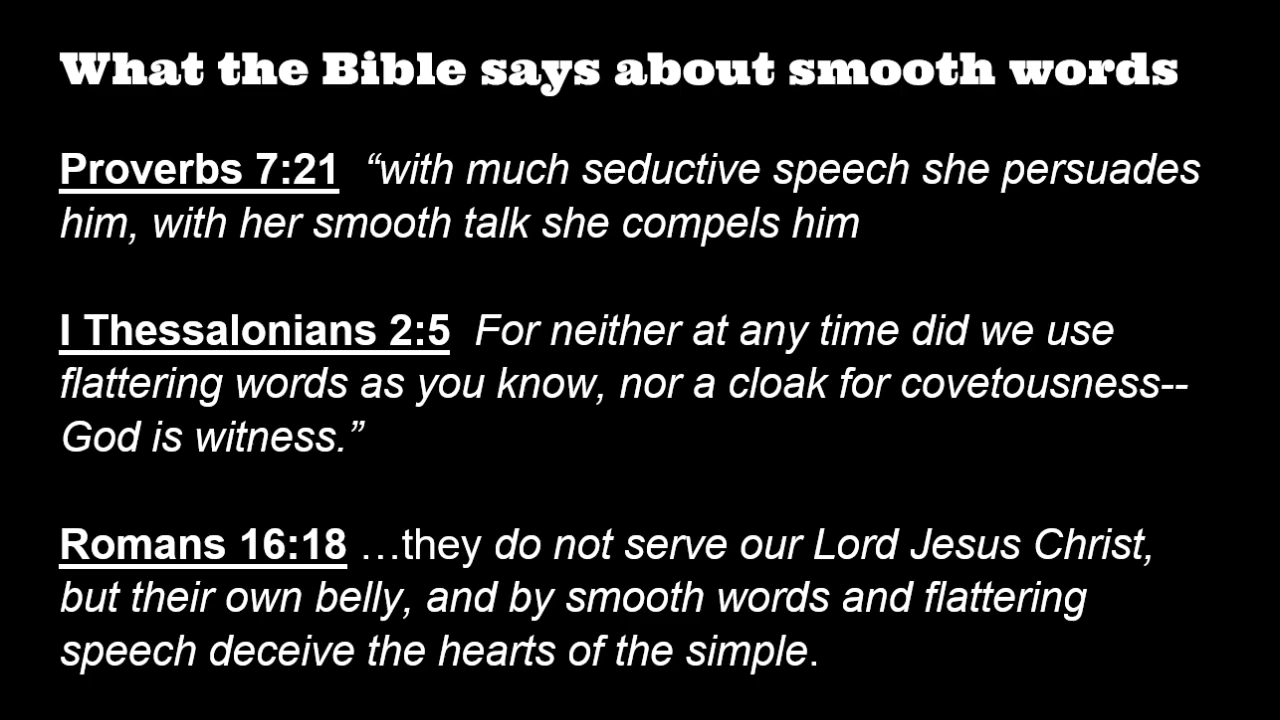 What the Bible says about smooth words
Proverbs 7:21 “with much seductive speech she persuades
him, with her smooth talk she compels him
I Thessalonians 2:5 For neither at any time did we use
flattering words as you know, nor a cloak for covetousness--
God is witness.”
Romans 16:18 …they do not serve our Lord Jesus Christ,
but their own belly, and by smooth words and flattering
speech deceive the hearts of the simple.